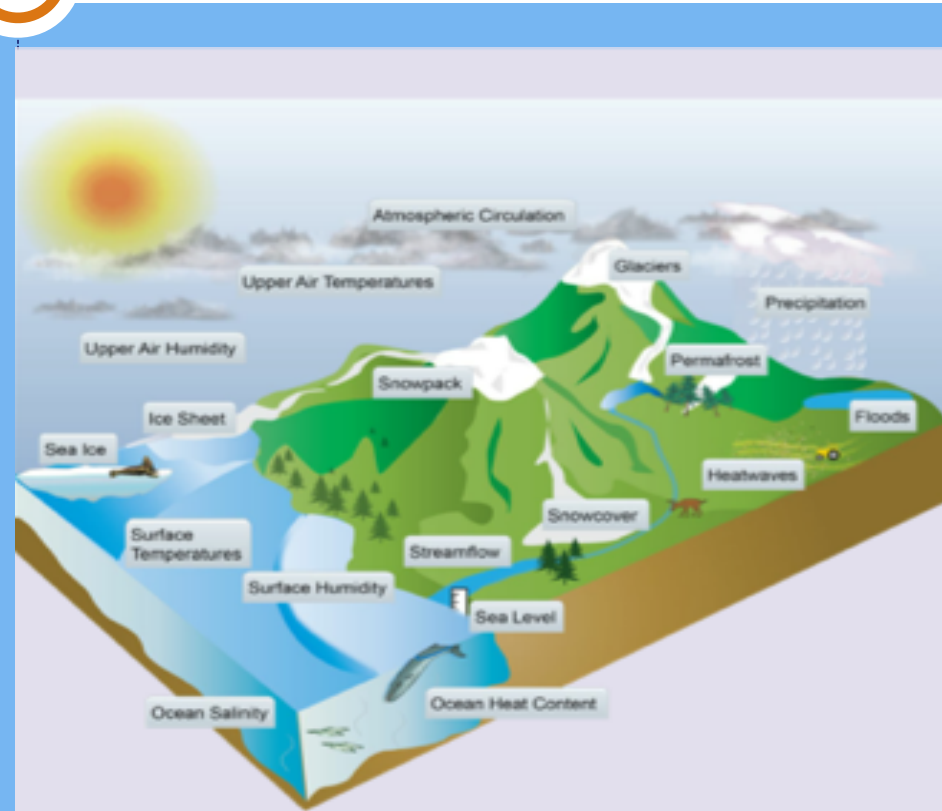 Atmospheric Circulation
Glaciers
Upper Air Temperatures
Precipitation
Upper Air Humidity
Permafrost
Snowpack
Ice Sheet
Floods
Sea Ice
Heatwaves
Snowcover
Surface
Temperatures
Streamflow
Surface Humidity
Sea Level
Ocean Heat Content
Ocean Salinity